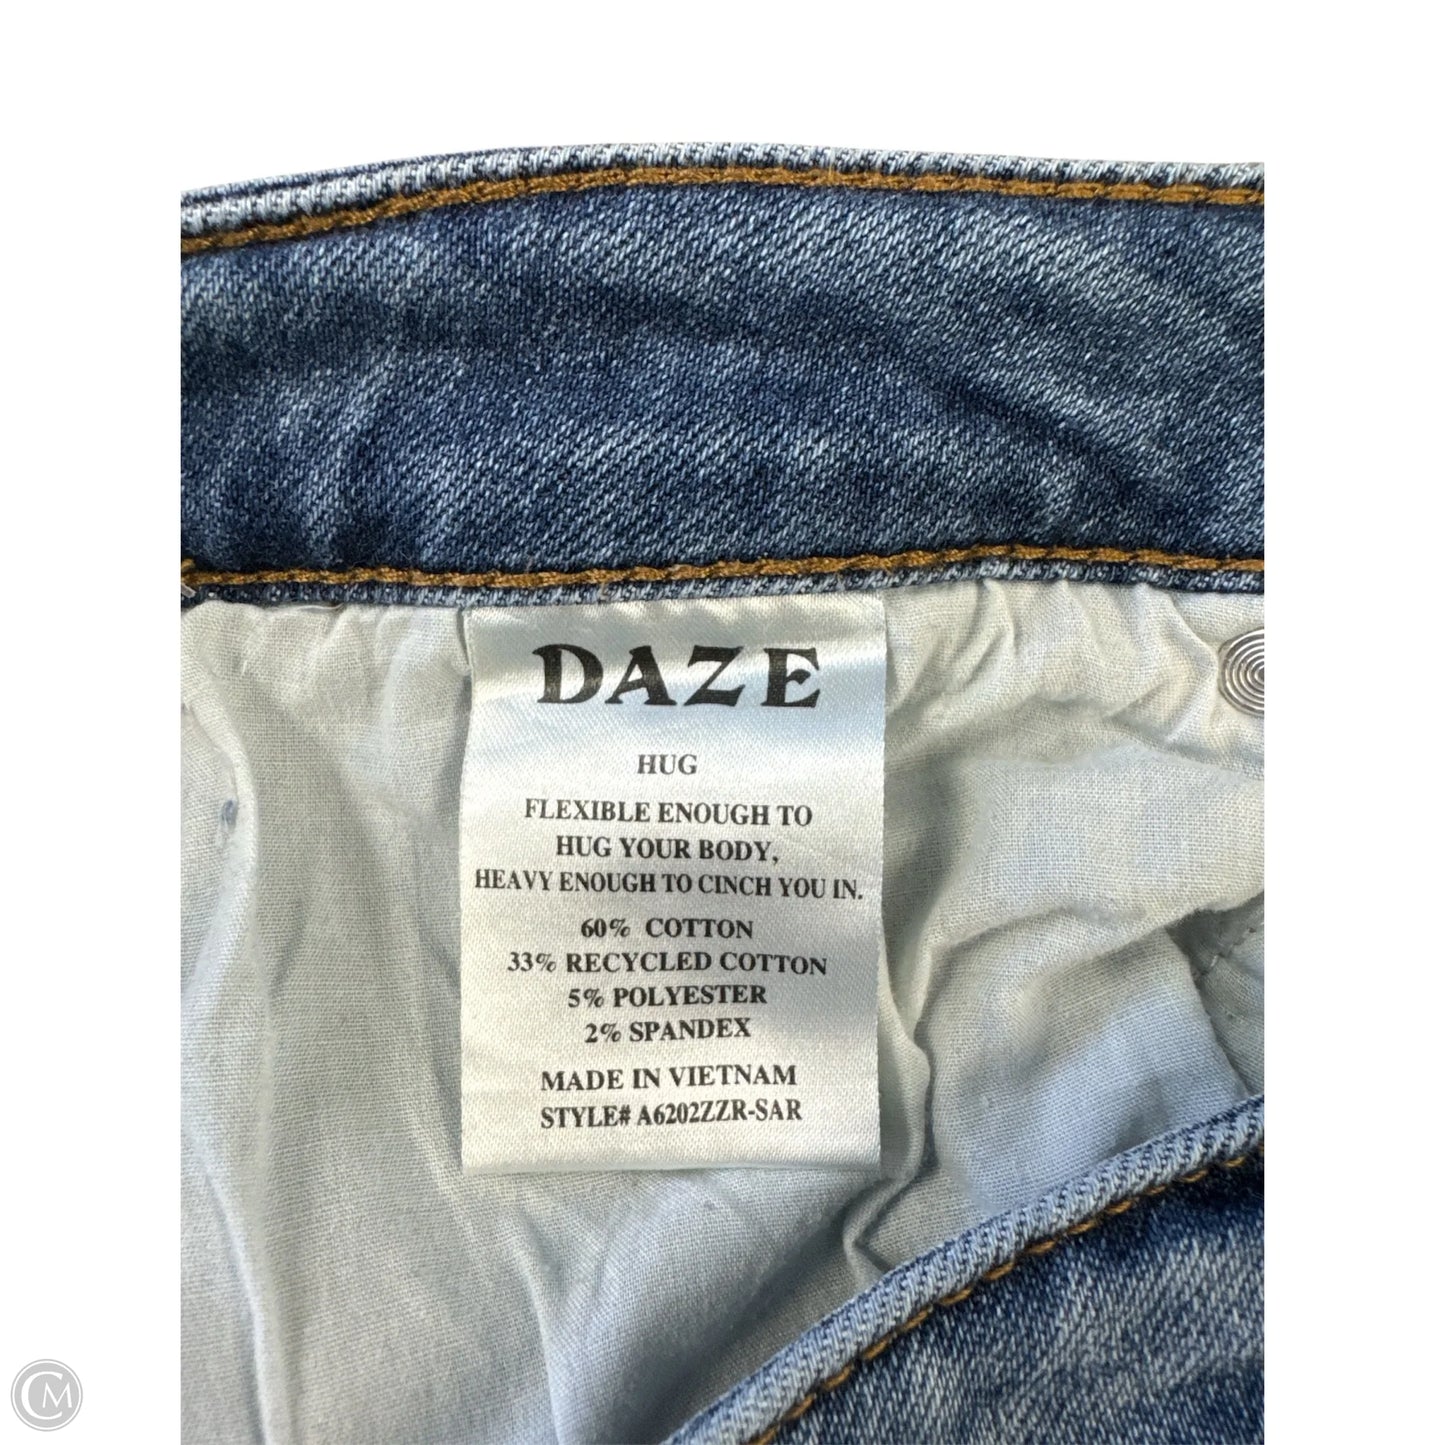 DAZE
HUG
FLEXIBLE ENOUGH TO
HUG YOUR BODY,
HEAVY ENOUGH TO CINCH YOU IN.
60% COTTON
33% RECYCLED COTTON
5% POLYESTER
2% SPANDEX
MADE IN VIETNAM
STYLE# A6202ZZR-SAR
CM